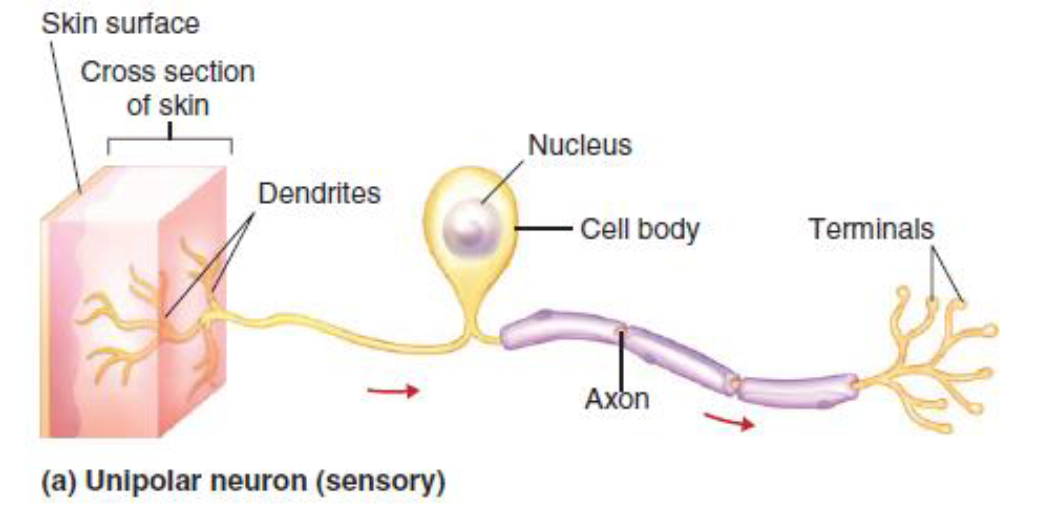 Skin surface
Cross section
of skin
Nucleus
Dendrites
Cell body
Terminals
Axon
(a) Unipolar neuron (sensory)